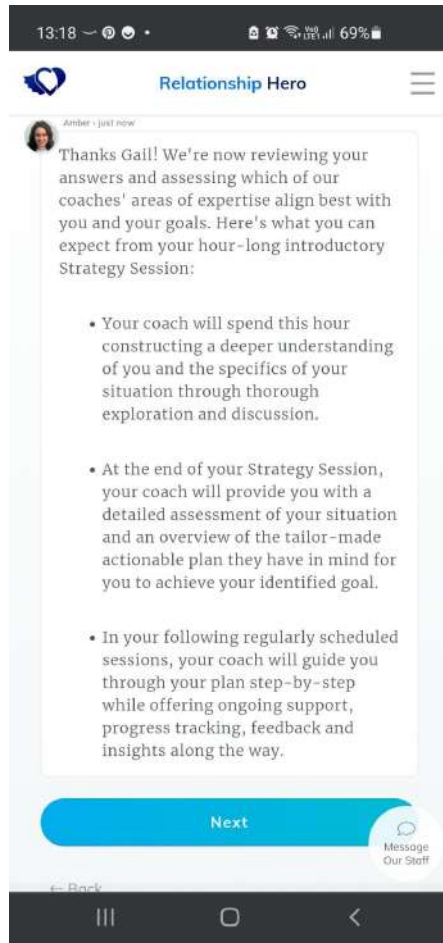 13:18
69%
Relationship Hero
Amber • just now
Thanks Gail! We're now reviewing your
answers and assessing which of our
coaches' areas of expertise align best with
you and your goals. Here's what you can
expect from your hour-long introductory
Strategy Session:
• Your coach will spend this hour
constructing a deeper understanding
of you and the specifics of your
situation through thorough
exploration and discussion.
• At the end of your Strategy Session,
your coach will provide you with a
detailed assessment of your situation
and an overview of the tailor-made
actionable plan they have in mind for
you to achieve your identified goal.
• In your following regularly scheduled
sessions, your coach will guide you
through your plan step-by-step
while offering ongoing support,
progress tracking, feedback and
insights along the way.
Next
Message
Our Staff
← Back